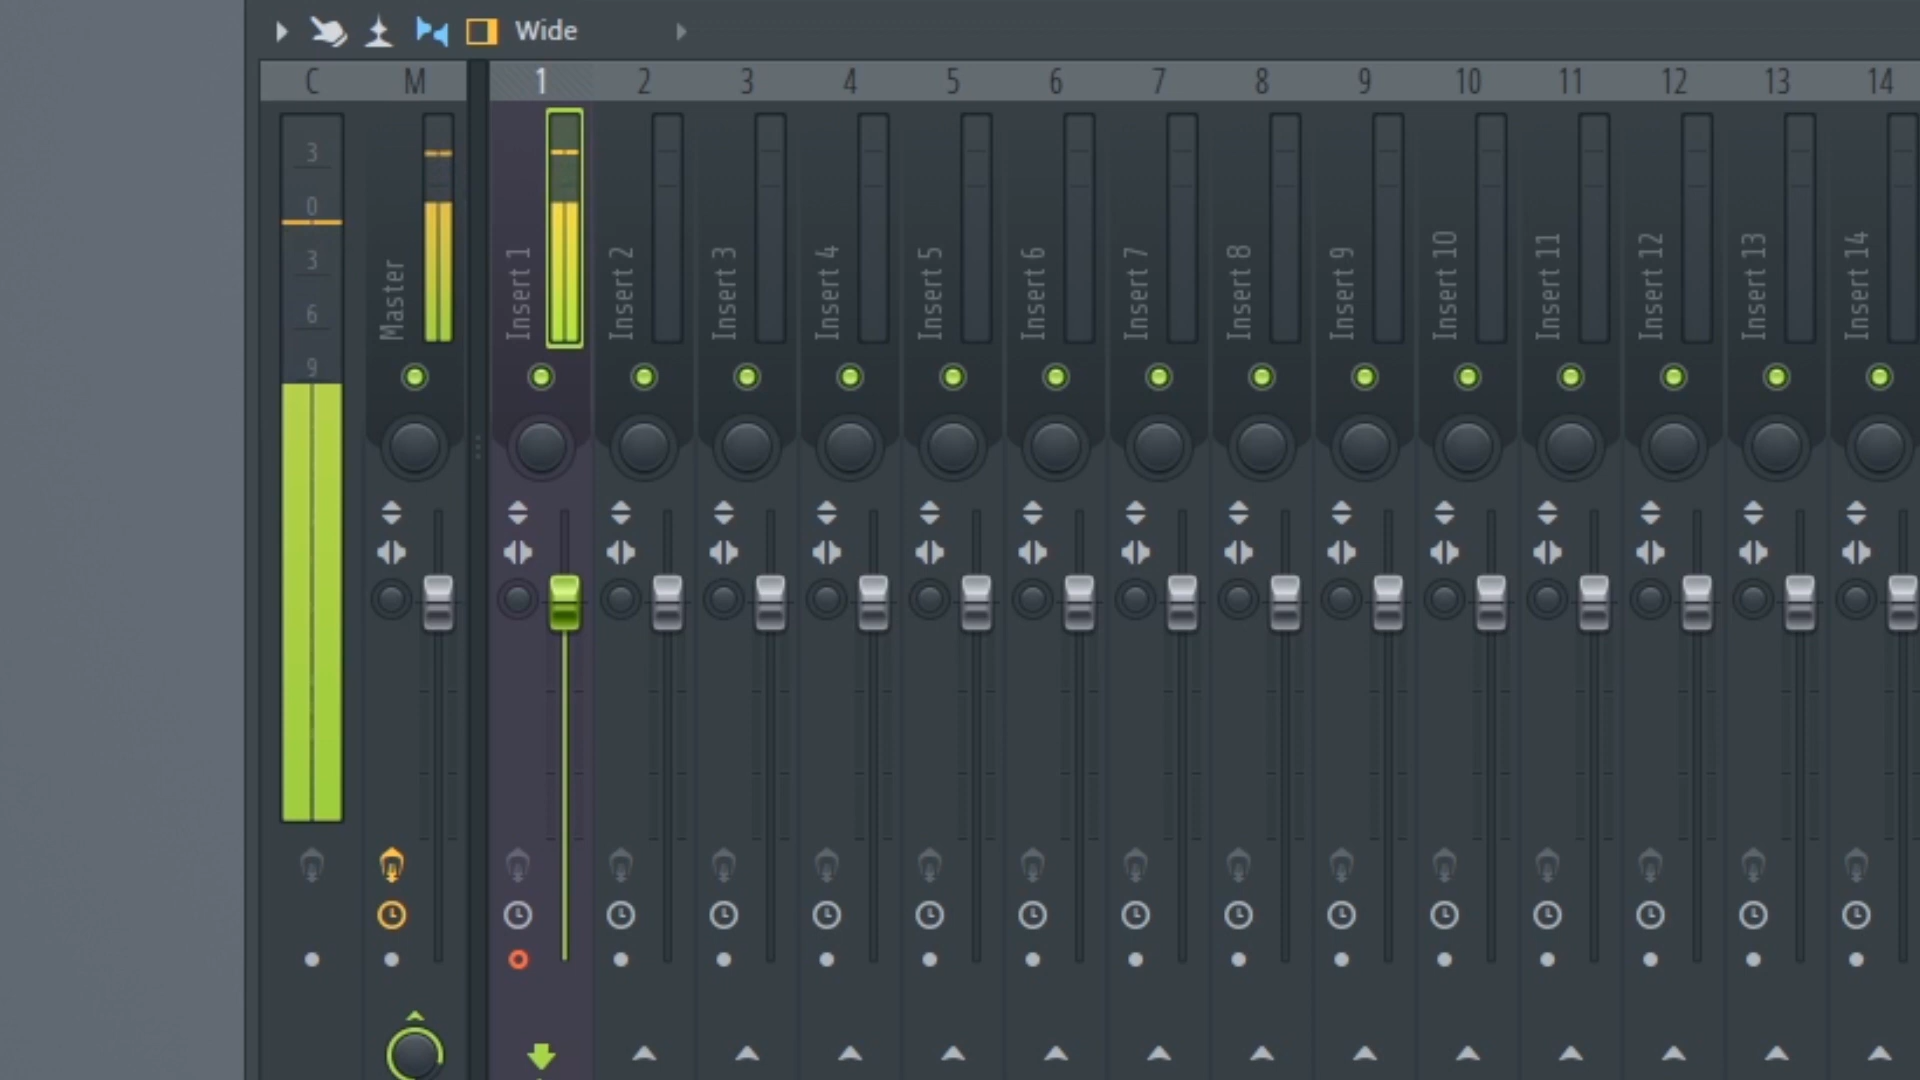 Wide
C M 1 2 3 4 5 6 7 8 9 10 11 12 13 14
3
0
3
6
9
Master
Insert 1
Insert 2
Insert 3
Insert 4
Insert 5
Insert 6
Insert 7
Insert 8
Insert 9
Insert 10
Insert 11
Insert 12
Insert 13
Insert 14